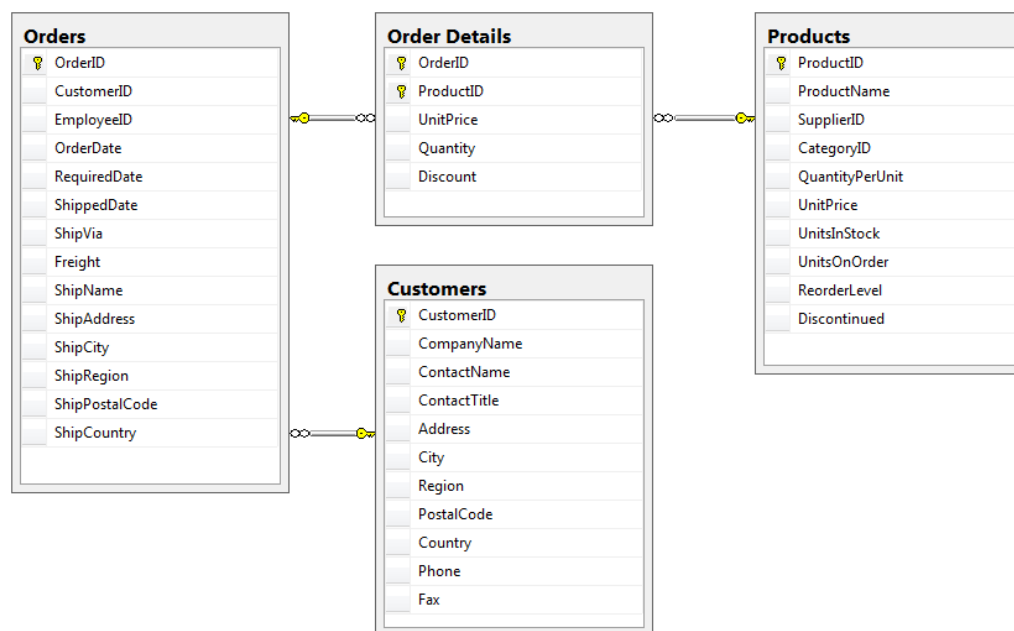 Orders
OrderID
CustomerID
EmployeeID
OrderDate
RequiredDate
ShippedDate
ShipVia
Freight
ShipName
ShipAddress
ShipCity
ShipRegion
ShipPostalCode
ShipCountry
Order Details
OrderID
ProductID
UnitPrice
Quantity
Discount
Products
ProductID
ProductName
SupplierID
CategoryID
QuantityPerUnit
UnitPrice
UnitsInStock
UnitsOnOrder
ReorderLevel
Discontinued
Customers
CustomerID
CompanyName
ContactName
ContactTitle
Address
City
Region
PostalCode
Country
Phone
Fax